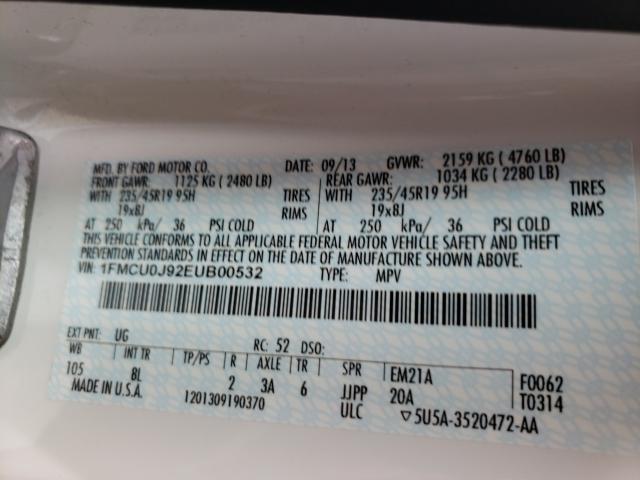 MFD. BY FORD MOTOR CO. DATE: 09/13 GVWR: 2159 KG ( 4760 LB)
FRONT GAWR: 1125 KG ( 2480 LB) REAR GAWR: 1034 KG ( 2280 LB)
WITH 235/45R19 95H TIRES WITH 235/45R19 95H TIRES
19x8J RIMS 19x8J RIMS
AT 250 kPa/ 36 PSI COLD AT 250 kPa/ 36 PSI COLD
THIS VEHICLE CONFORMS TO ALL APPLICABLE FEDERAL MOTOR VEHICLE SAFETY AND THEFT
PREVENTION STANDARDS IN EFFECT ON THE DATE OF MANUFACTURE SHOWN ABOVE.
VIN: 1FMCU0J92EUB00532 TYPE: MPV
EXT PNT: UG RC: 52 DSO:
WB INT TR TP/PS R AXLE TR SPR EM21A F0062
105 8L 2 3A 6 JJPP 20A T0314
MADE IN U.S.A. 1201309190370 ULC ▽5U5A-3520472-AA